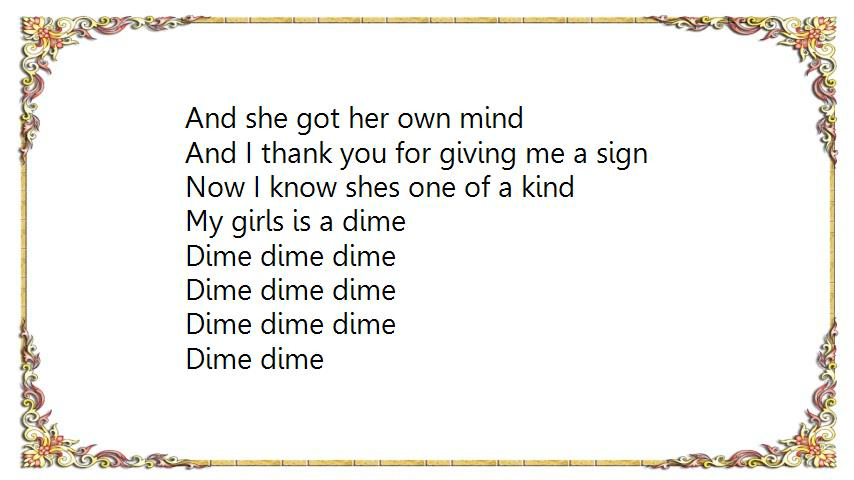 And she got her own mind
And I thank you for giving me a sign
Now I know shes one of a kind
My girls is a dime
Dime dime dime
Dime dime dime
Dime dime dime
Dime dime